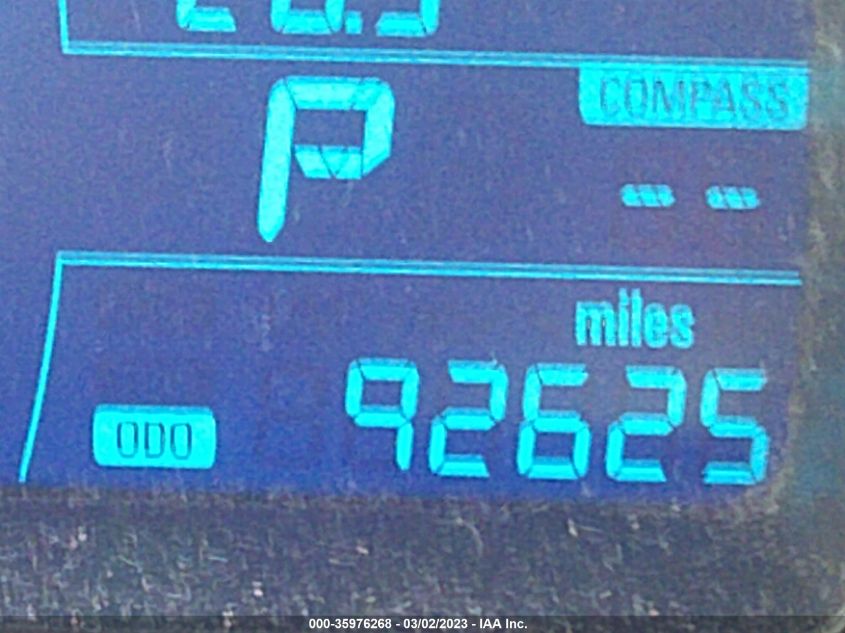 P
COMPASS
--
miles
ODO 92625
000-35976268 - 03/02/2023 - IAA Inc.